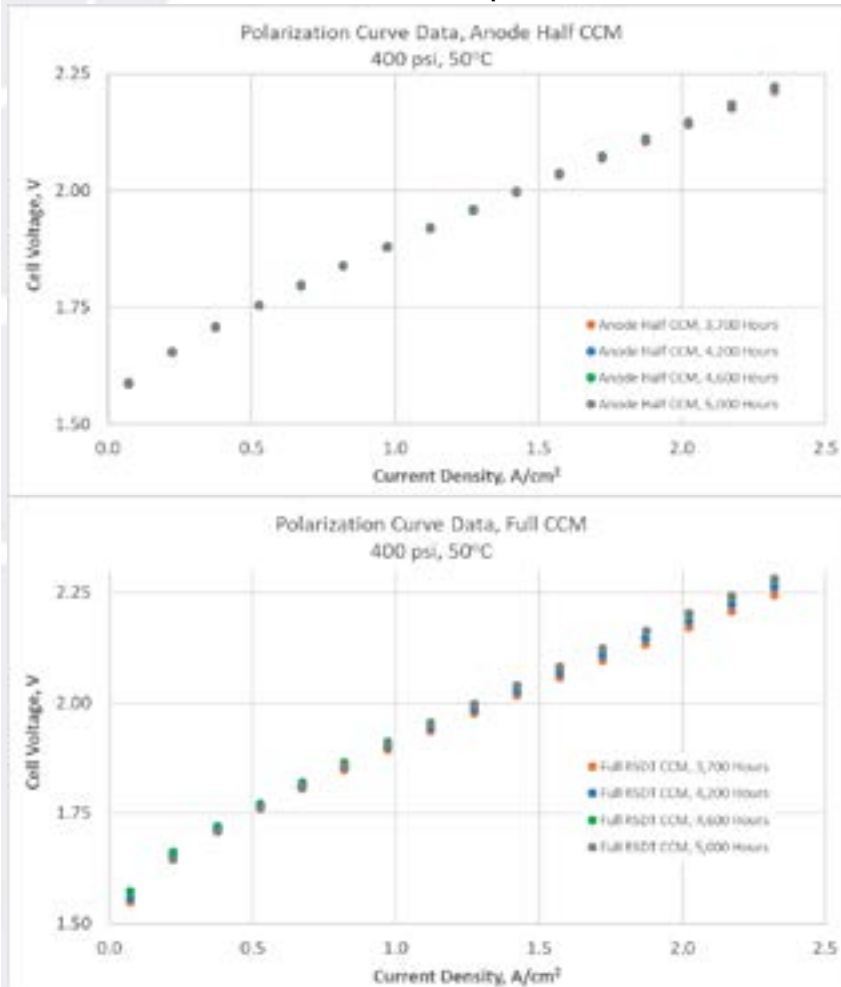 Polarization Curve Data, Anode Half CCM
400 psi, 50°C
2.25
2.00
1.75
1.50
Cell Voltage, V
Anode Half CCM, 3,700 Hours
Anode Half CCM, 4,200 Hours
Anode Half CCM, 4,600 Hours
Anode Half CCM, 5,000 Hours
0.0 0.5 1.0 1.5 2.0 2.5
Current Density, A/cm²
Polarization Curve Data, Full CCM
400 psi, 50°C
2.25
2.00
1.75
1.50
Cell Voltage, V
Full RSDT CCM, 3,700 Hours
Full RSDT CCM, 4,200 Hours
Full RSDT CCM, 4,600 Hours
Full RSDT CCM, 5,000 Hours
0.0 0.5 1.0 1.5 2.0 2.5
Current Density, A/cm²